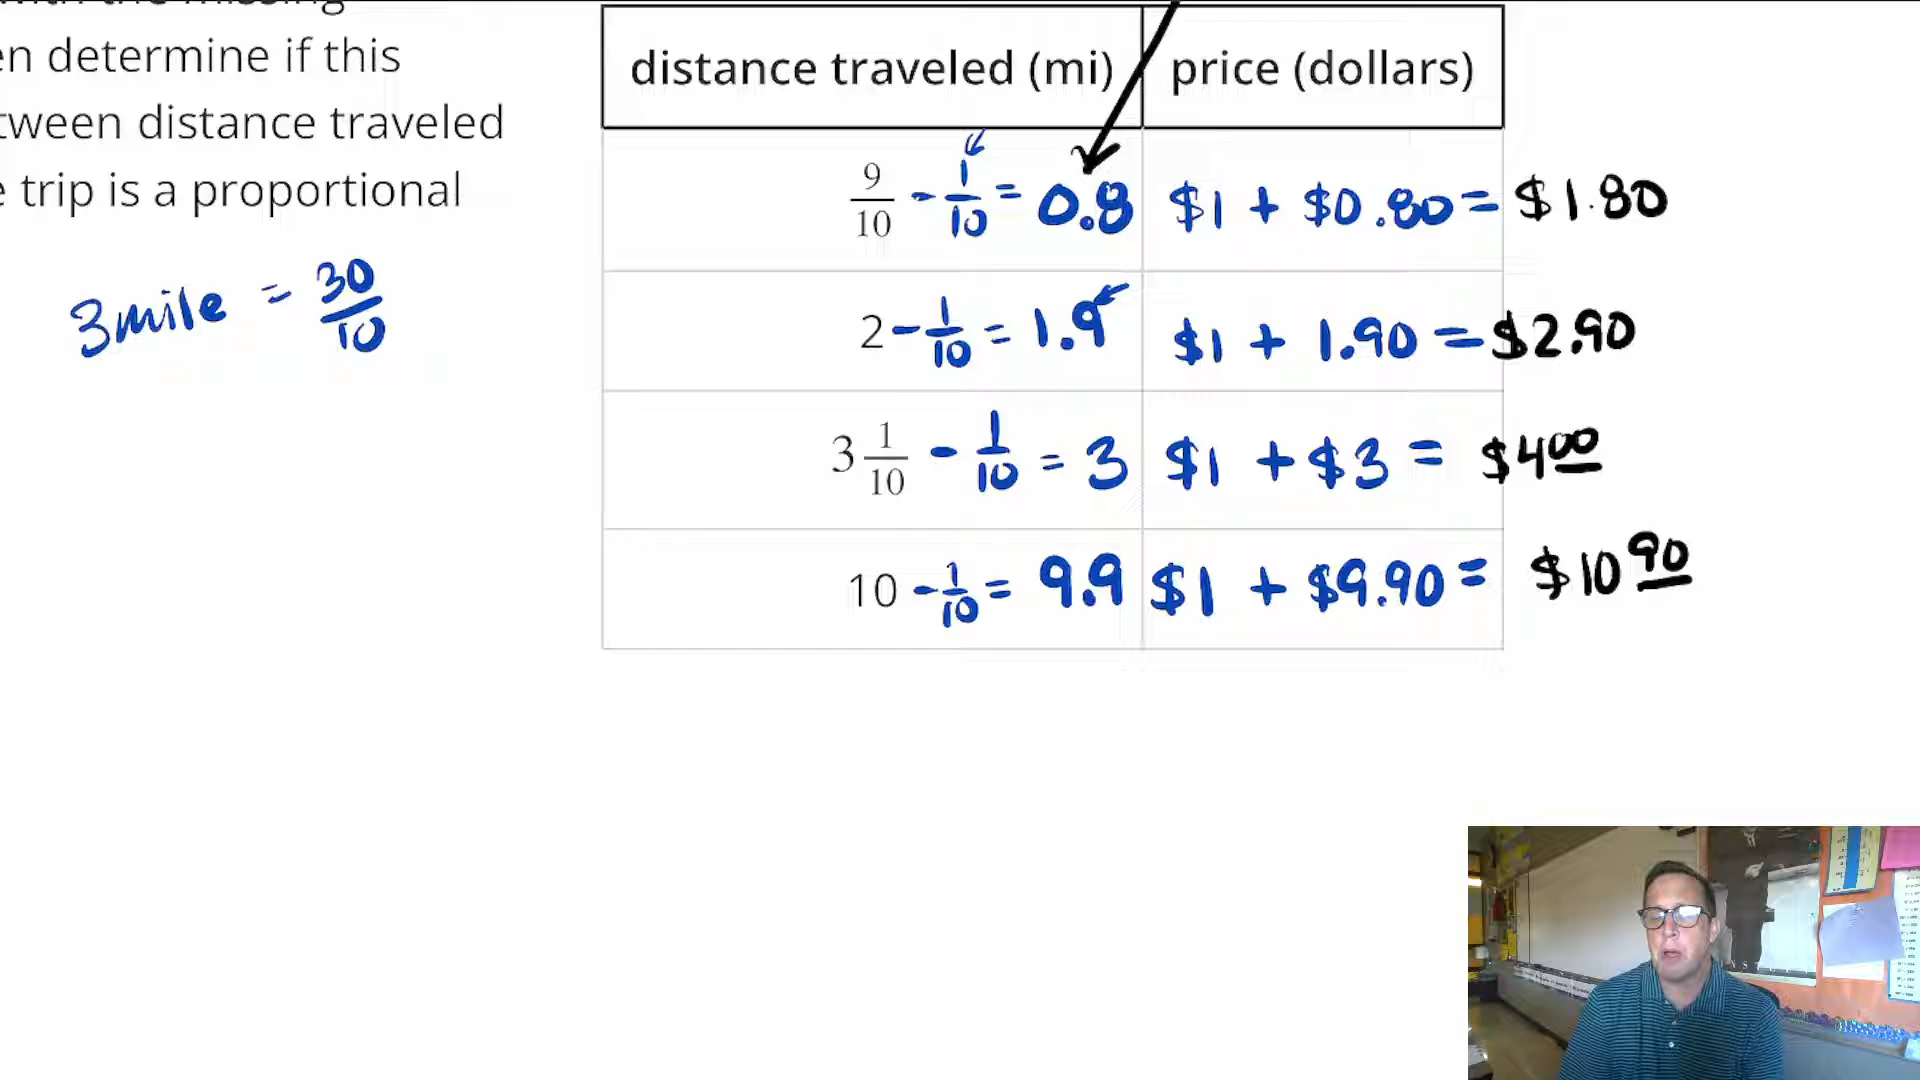 with the missing
en determine if this
tween distance traveled
e trip is a proportional
3mile = 30/10
distance traveled (mi) price (dollars)
9/10 - 1/10 = 0.8 $1 + $0.80 = $1.80
2 - 1/10 = 1.9 $1 + 1.90 = $2.90
3 1/10 - 1/10 = 3 $1 + $3 = $4 00
10 - 1/10 = 9.9 $1 + $9.90 = $10 90